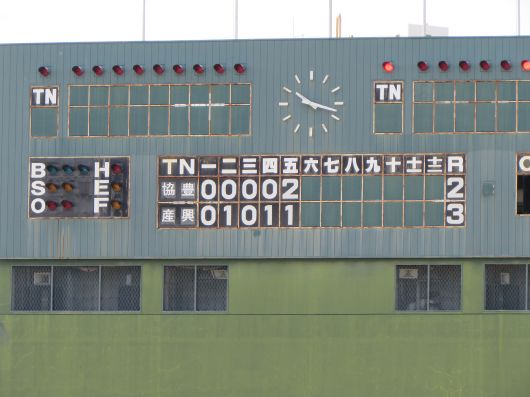 TN
TN
B H
S E
O F
TN 一 二 三 四 五 六 七 八 九 十 十一 十二 R
協豊 0 0 0 0 2 2
産興 0 1 0 1 1 3